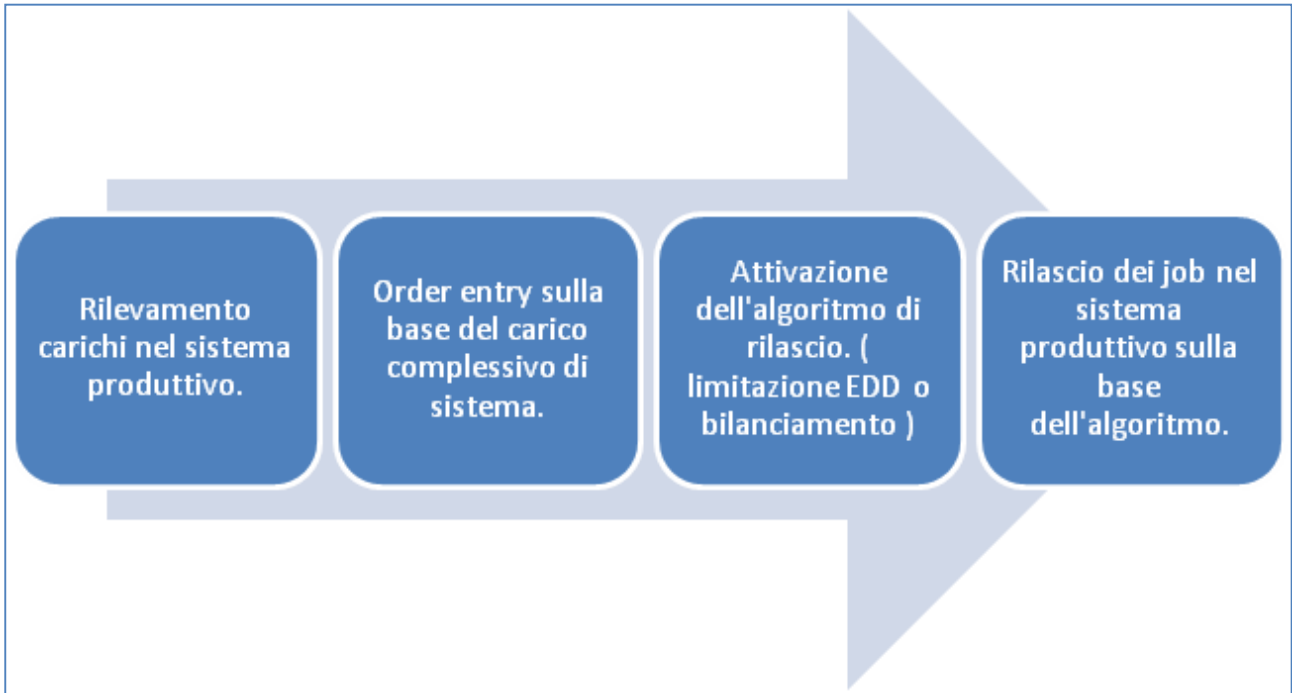 Rilevamento
carichi nel sistema
produttivo.
Order entry sulla
base del carico
complessivo di
sistema.
Attivazione
dell'algoritmo di
rilascio. (
limitazione EDD o
bilanciamento )
Rilascio dei job nel
sistema
produttivo sulla
base
dell'algoritmo.